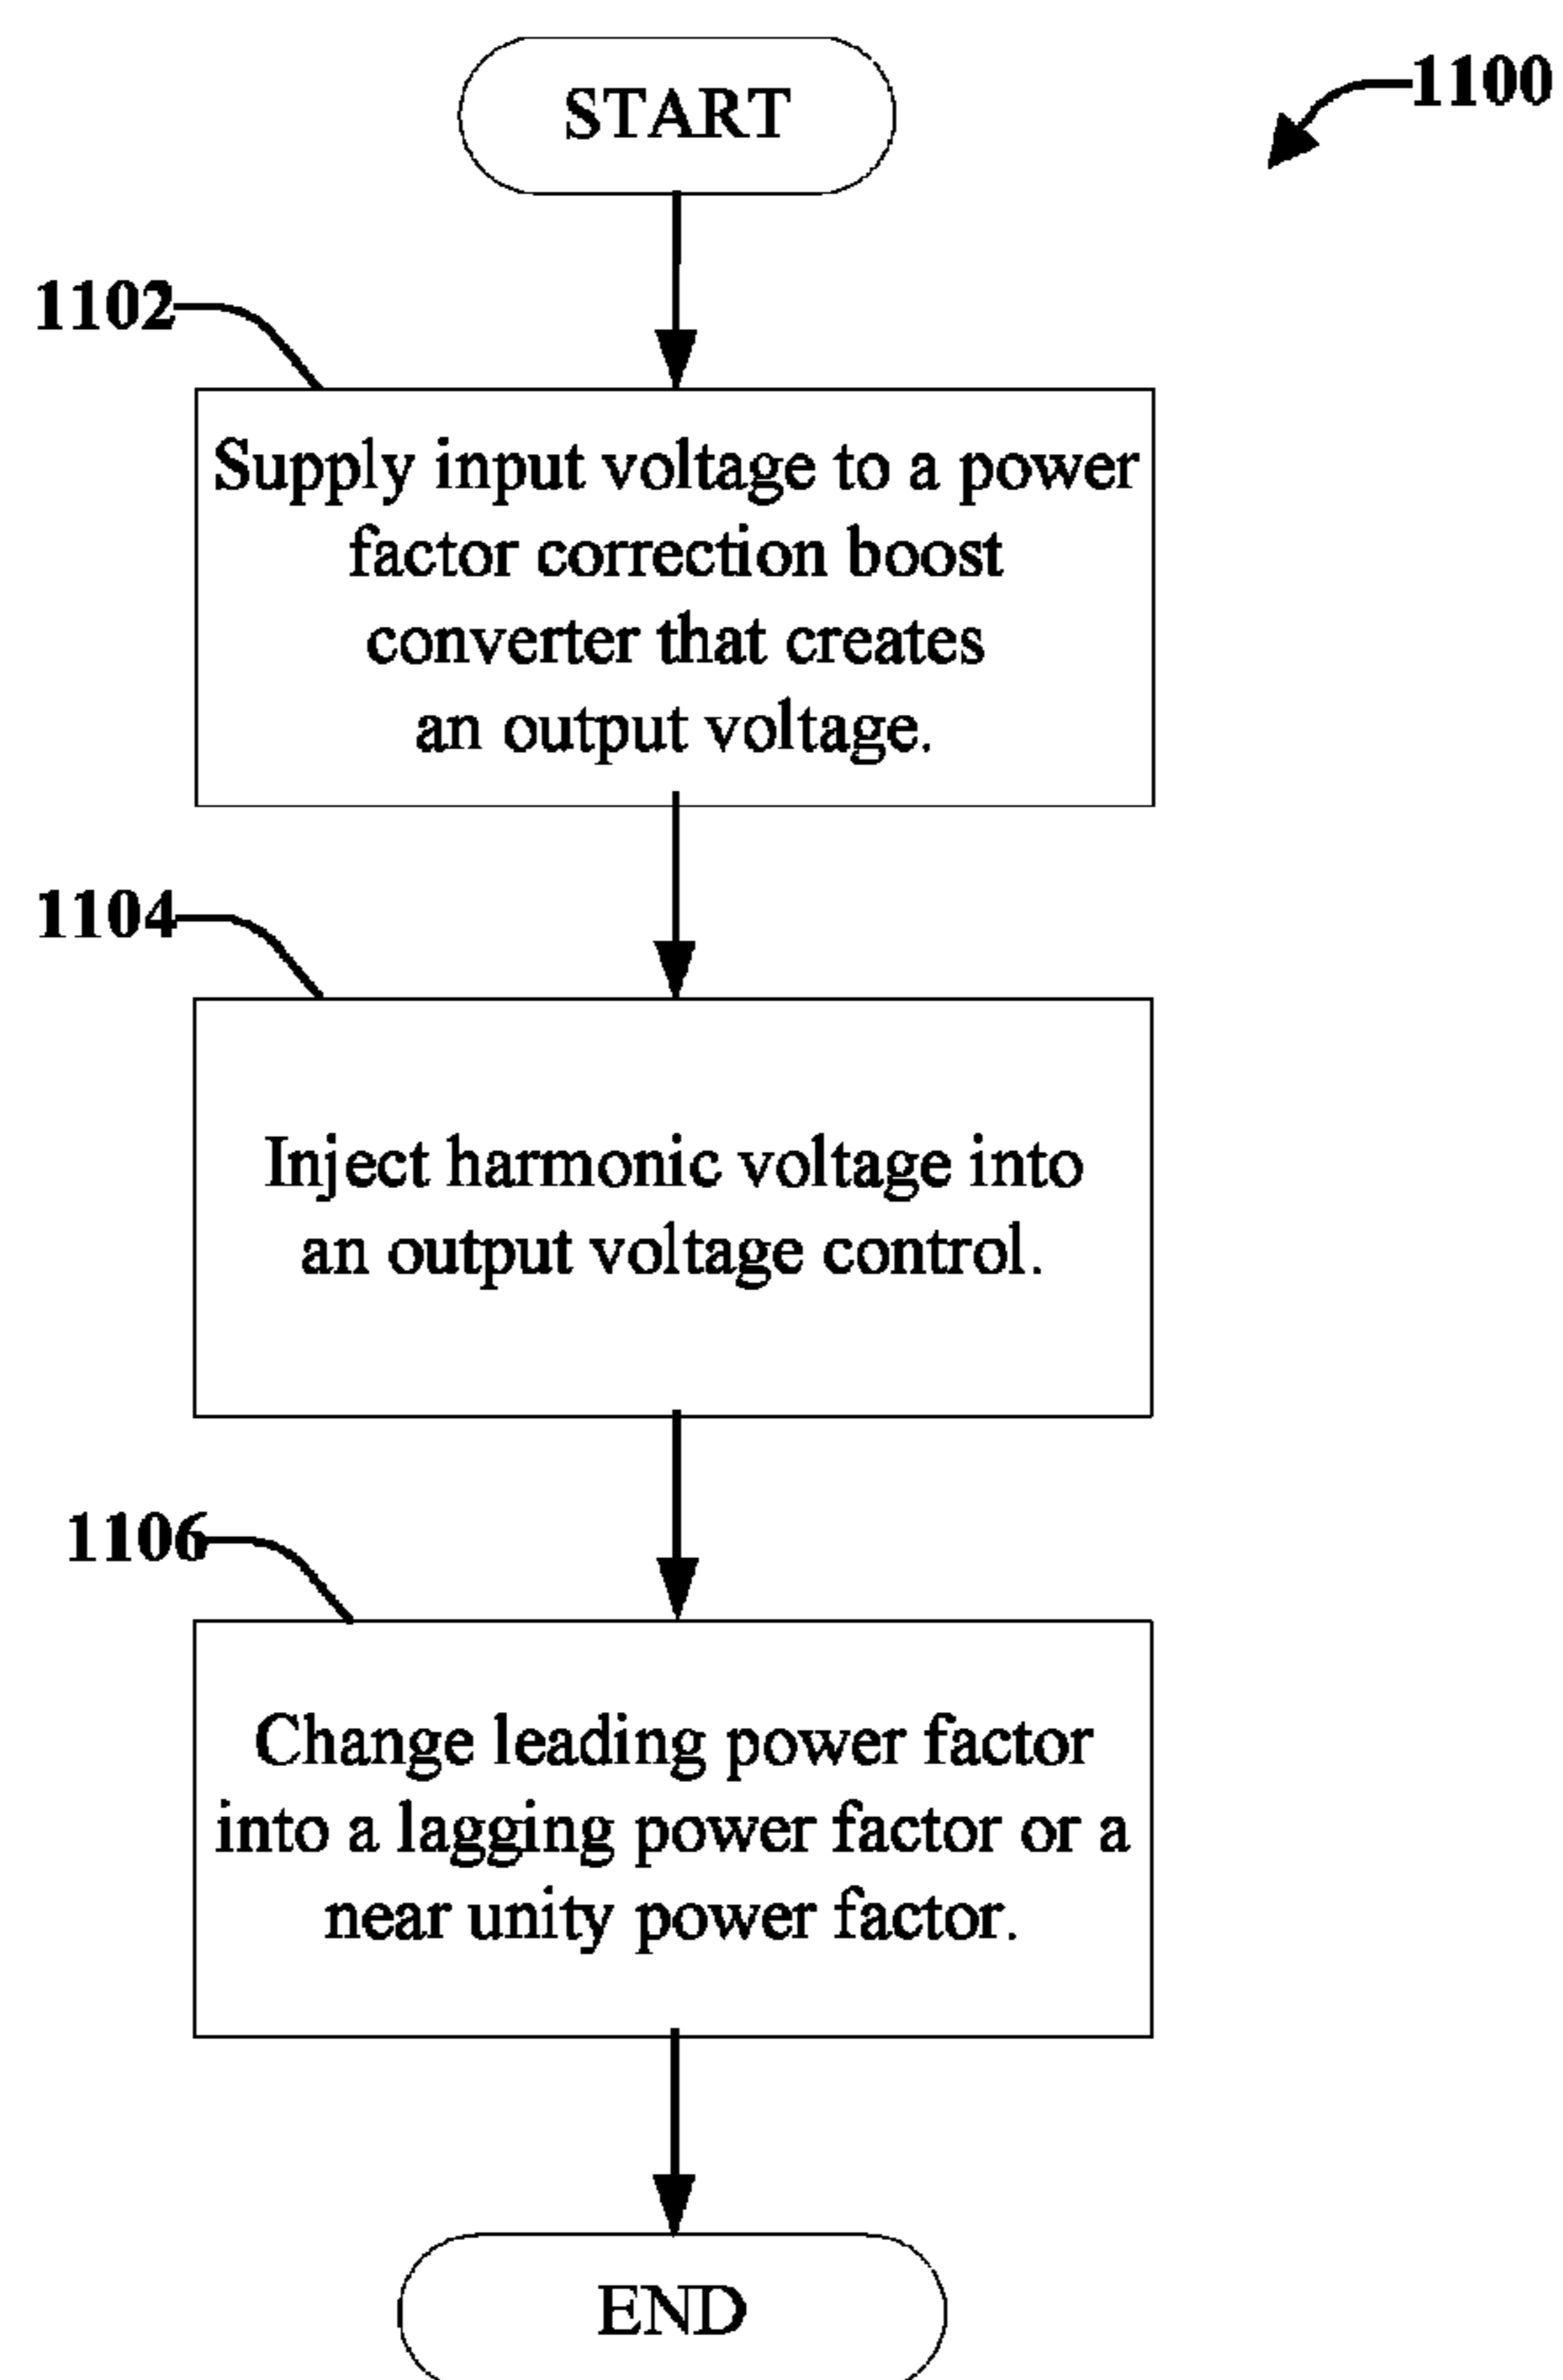 START
1100
1102
Supply input voltage to a power
factor correction boost
converter that creates
an output voltage.
1104
Inject harmonic voltage into
an output voltage control.
1106
Change leading power factor
into a lagging power factor or a
near unity power factor.
END